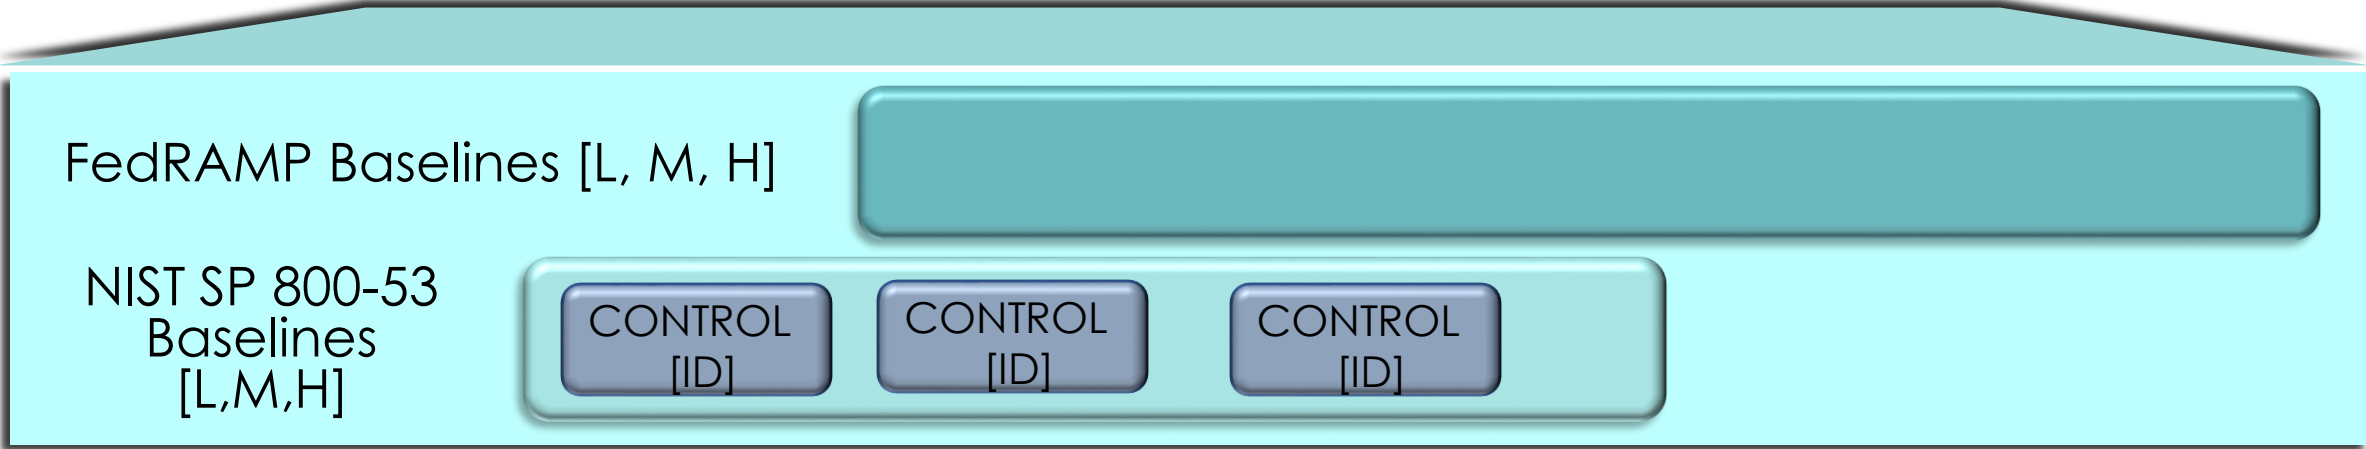 FedRAMP Baselines [L, M, H]
NIST SP 800-53
Baselines
[L,M,H]
CONTROL
[ID]
CONTROL
[ID]
CONTROL
[ID]